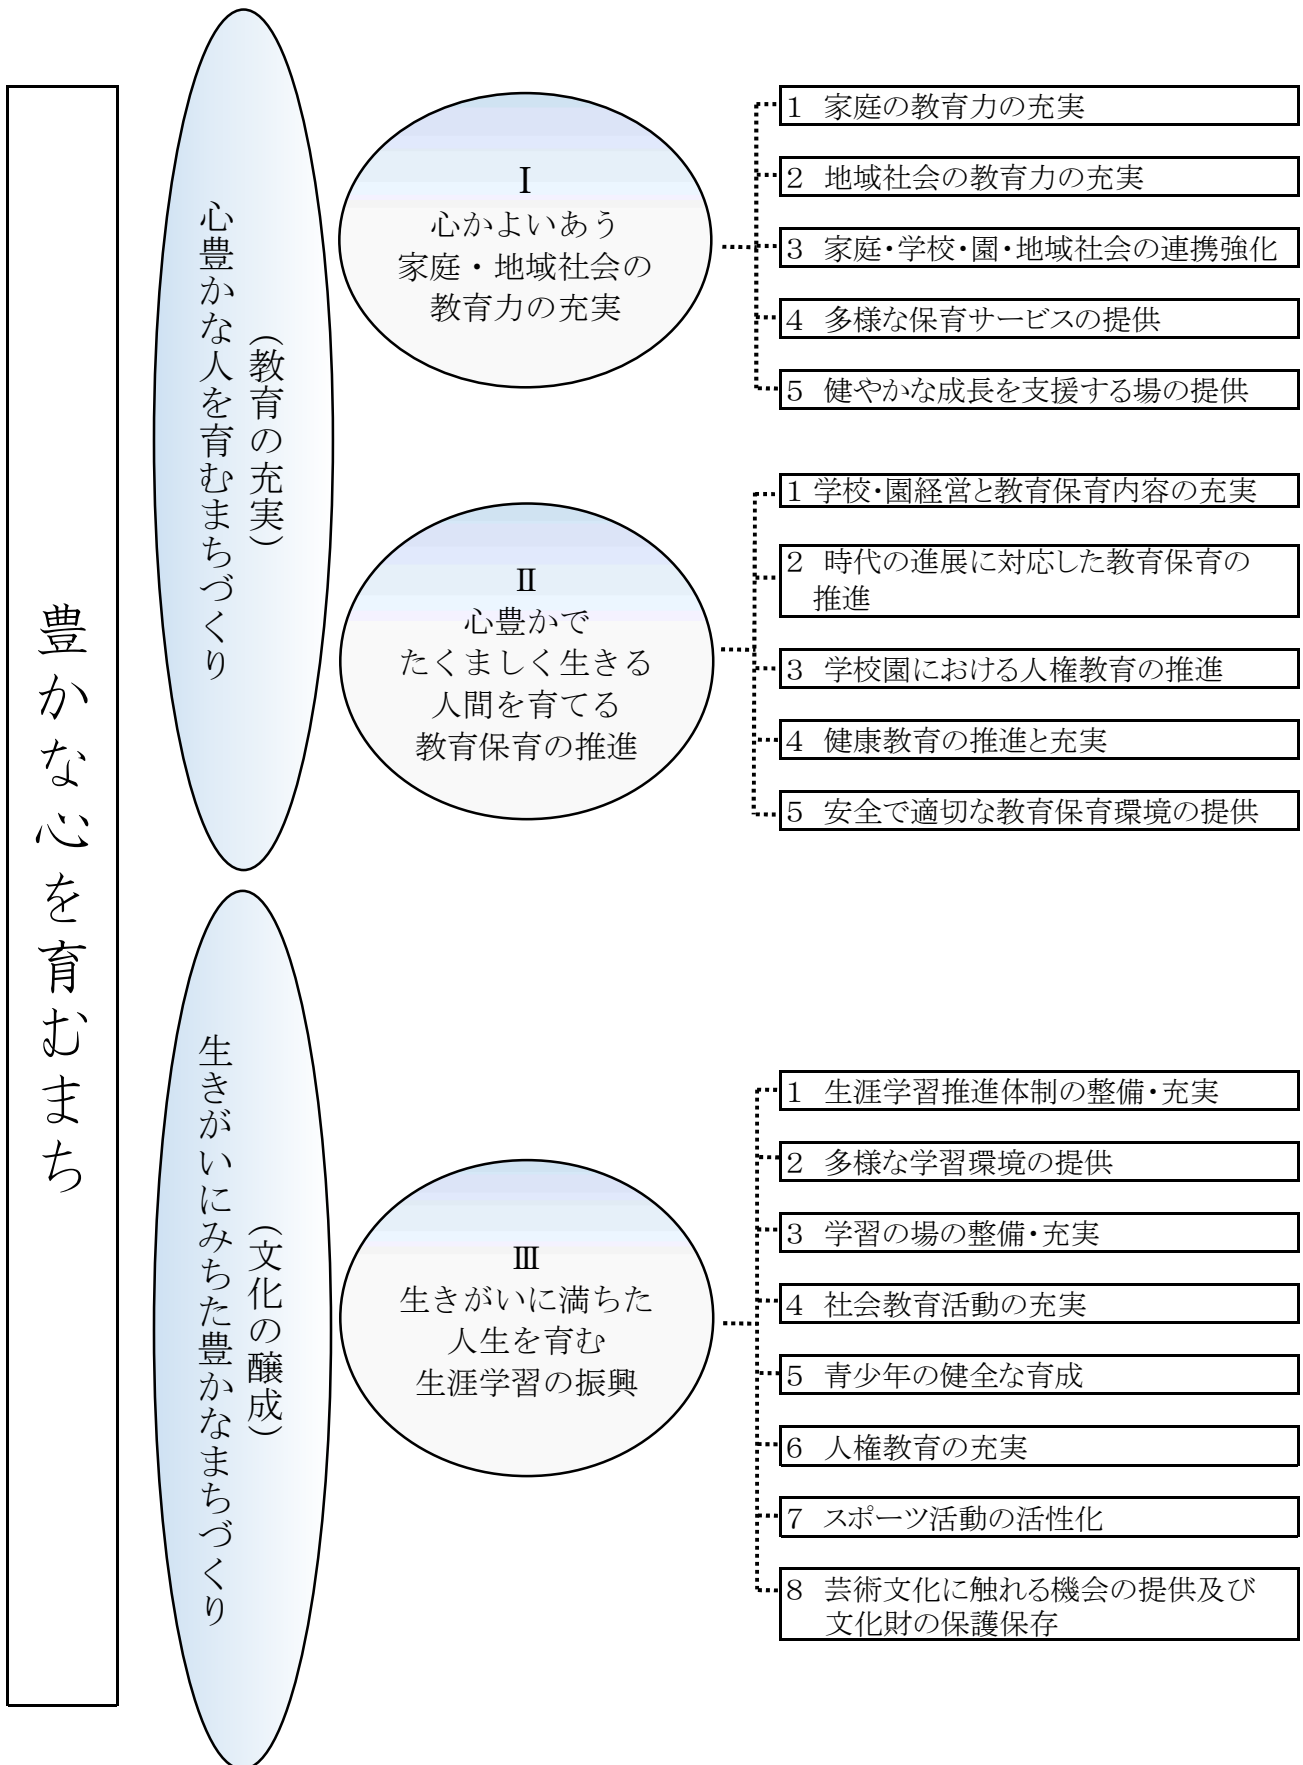 豊かな心を育むまち
心豊かな人を育むまちづくり
(教育の充実)
Ⅰ
心かよいあう
家庭・地域社会の
教育力の充実
1 家庭の教育力の充実
2 地域社会の教育力の充実
3 家庭・学校・園・地域社会の連携強化
4 多様な保育サービスの提供
5 健やかな成長を支援する場の提供
Ⅱ
心豊かで
たくましく生きる
人間を育てる
教育保育の推進
1 学校・園経営と教育保育内容の充実
2 時代の進展に対応した教育保育の
推進
3 学校園における人権教育の推進
4 健康教育の推進と充実
5 安全で適切な教育保育環境の提供
生きがいにみちた豊かなまちづくり
(文化の醸成)
Ⅲ
生きがいに満ちた
人生を育む
生涯学習の振興
1 生涯学習推進体制の整備・充実
2 多様な学習環境の提供
3 学習の場の整備・充実
4 社会教育活動の充実
5 青少年の健全な育成
6 人権教育の充実
7 スポーツ活動の活性化
8 芸術文化に触れる機会の提供及び
文化財の保護保存